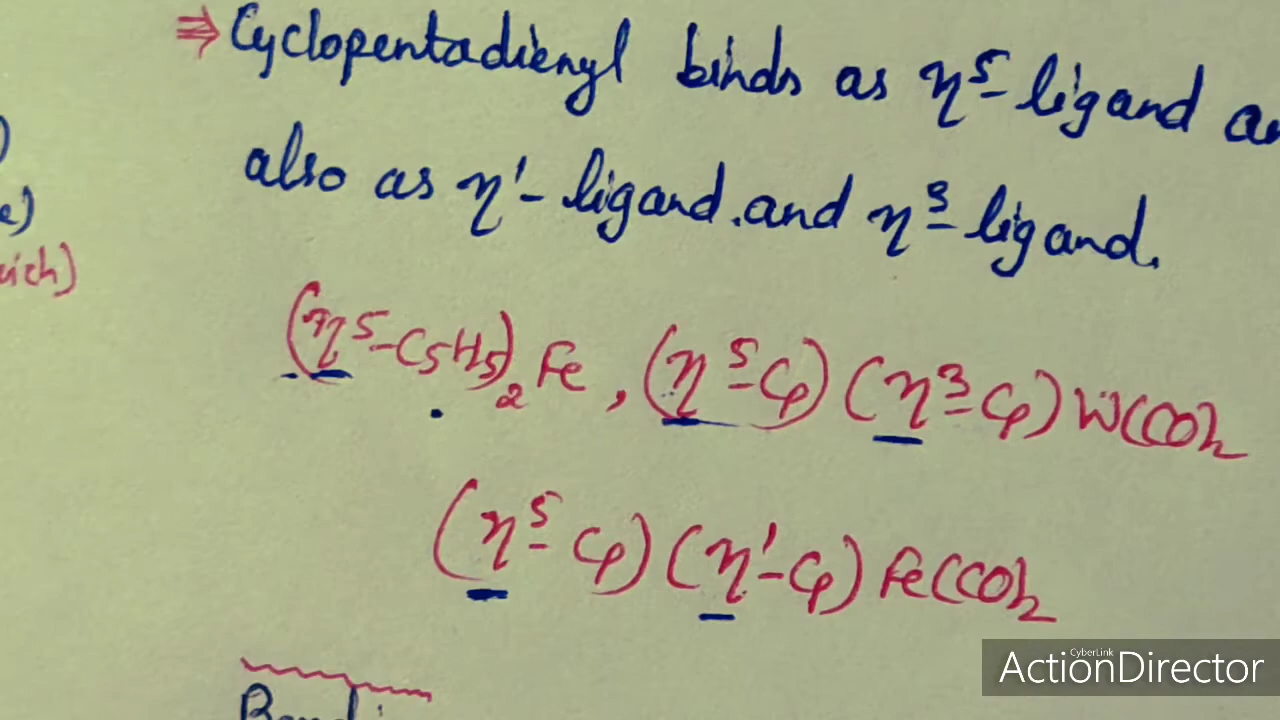 ⇒ Cyclopentadienyl binds as η⁵-ligand
also as η¹-ligand. and η³-ligand.
(η⁵-C₅H₅)₂Fe, (η⁵-Cp)(η³-Cp)W(CO)₂
(η⁵-Cp)(η¹-Cp)Fe(CO)₂
CyberLink
ActionDirector